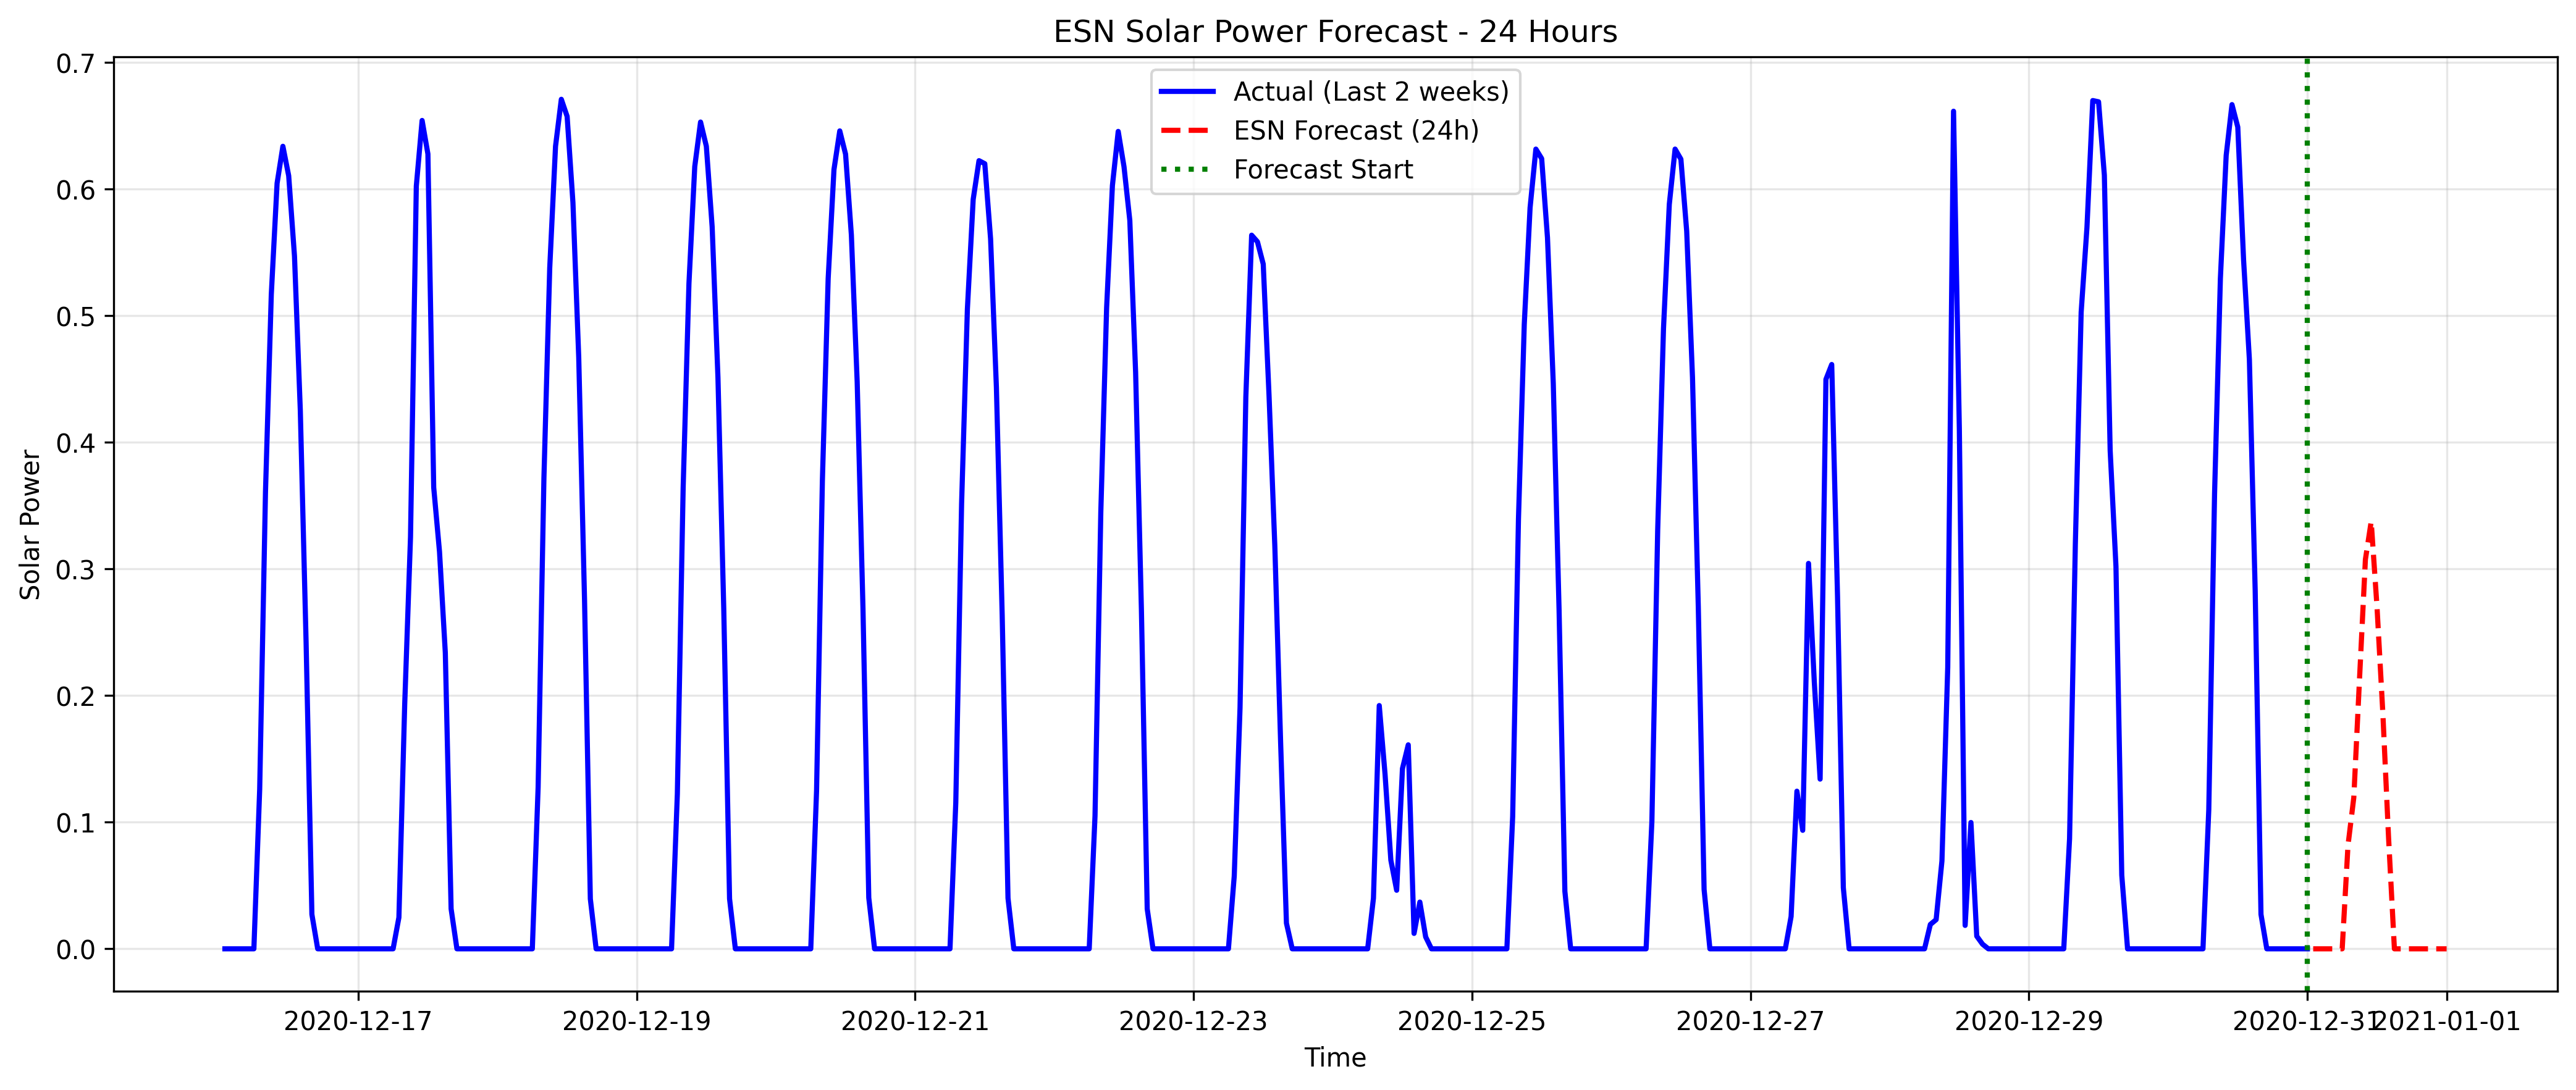 ESN Solar Power Forecast - 24 Hours
Actual (Last 2 weeks)
ESN Forecast (24h)
Forecast Start
Solar Power
0.7
0.6
0.5
0.4
0.3
0.2
0.1
0.0
2020-12-17 2020-12-19 2020-12-21 2020-12-23 2020-12-25 2020-12-27 2020-12-29 2020-12-31 2021-01-01
Time